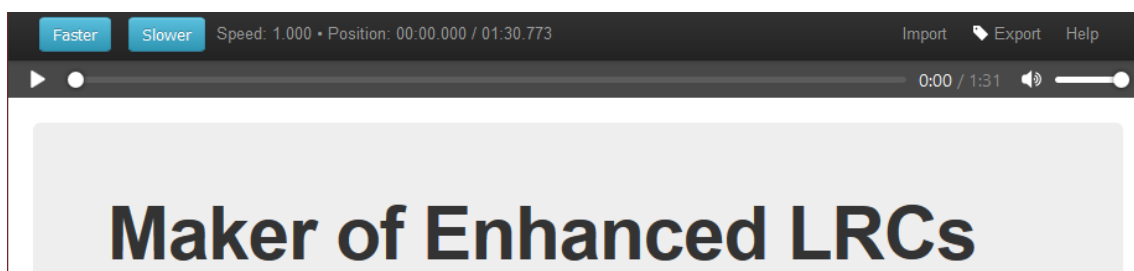 Faster Slower Speed: 1.000 • Position: 00:00.000 / 01:30.773 Import Export Help
0:00 / 1:31
Maker of Enhanced LRCs